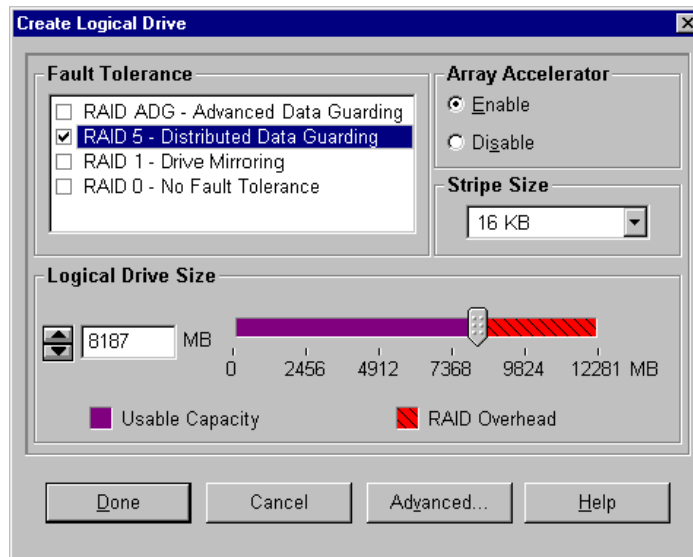 Create Logical Drive
Fault Tolerance
RAID ADG - Advanced Data Guarding
RAID 5 - Distributed Data Guarding
RAID 1 - Drive Mirroring
RAID 0 - No Fault Tolerance
Array Accelerator
Enable
Disable
Stripe Size
16 KB
Logical Drive Size
8187 MB
0 2456 4912 7368 9824 12281 MB
Usable Capacity RAID Overhead
Done Cancel Advanced... Help